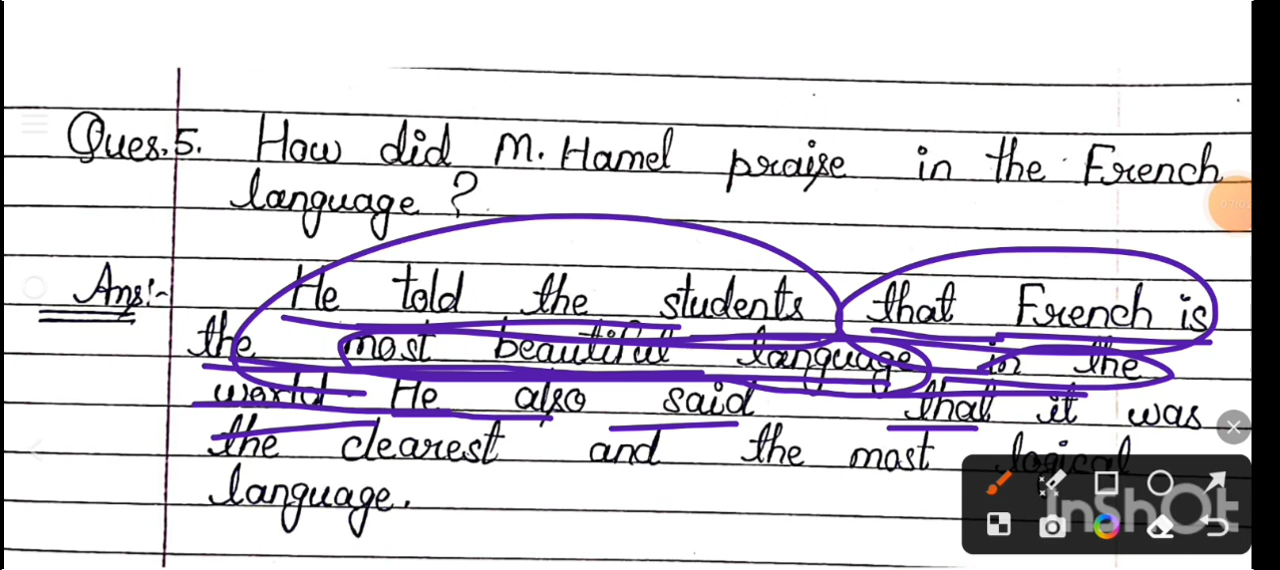 Ques.5. How did M. Hamel praise in the French
language ?
Ans:- He told the students that French is
the most beautiful language in the
world He also said that it was
the clearest and the most logical
language.
InShOt